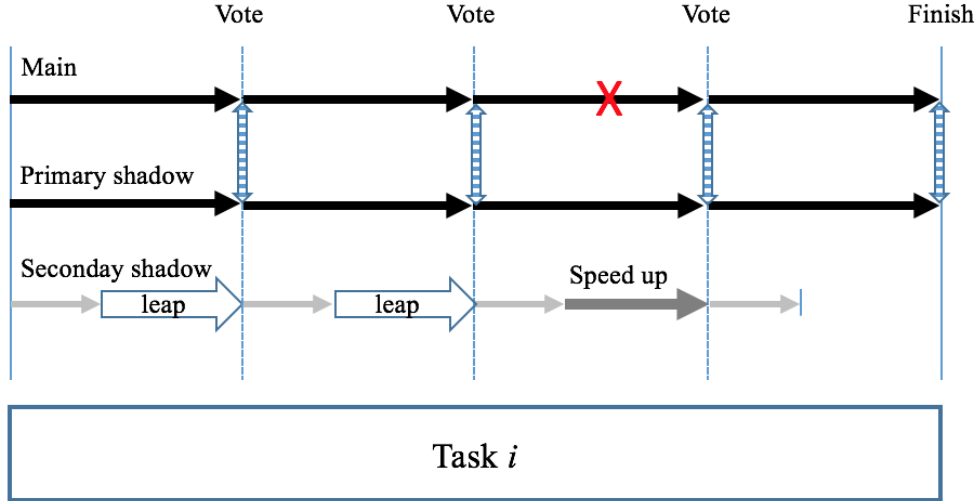 Vote Vote Vote Finish
Main
Primary shadow
Seconday shadow
Speed up
leap leap
Task i